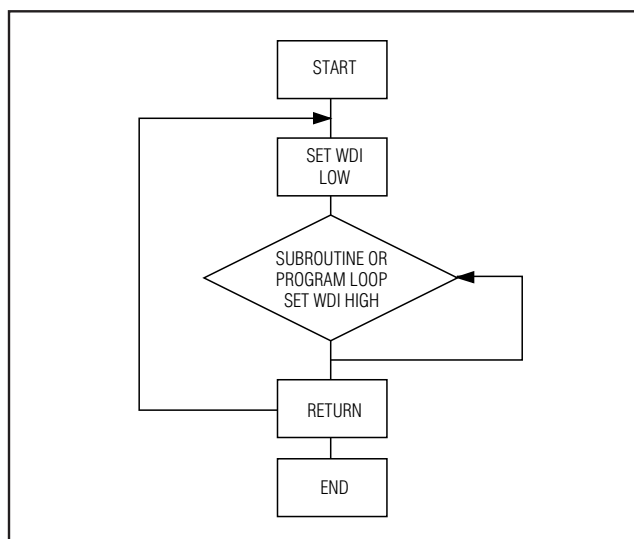 START
SET WDI
LOW
SUBROUTINE OR
PROGRAM LOOP
SET WDI HIGH
RETURN
END